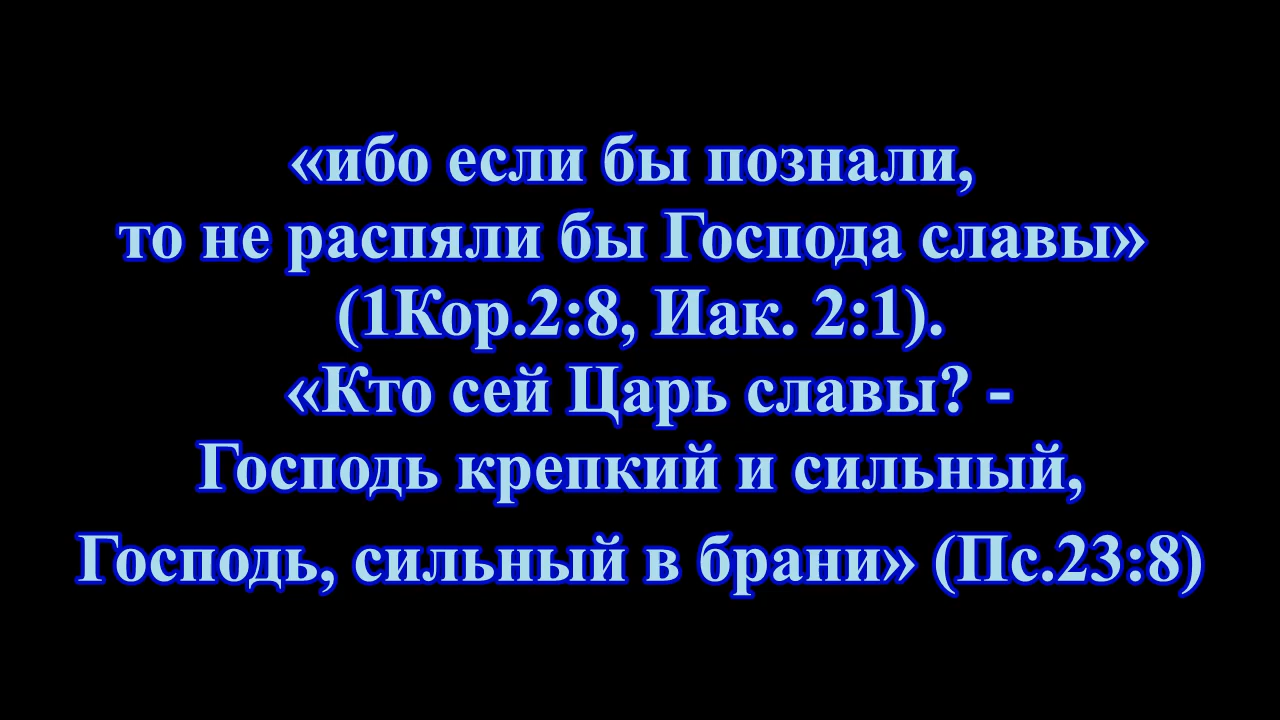 «ибо если бы познали,
то не распяли бы Господа славы»
(1Кор.2:8, Иак. 2:1).
«Кто сей Царь славы? -
Господь крепкий и сильный,
Господь, сильный в брани» (Пс.23:8)